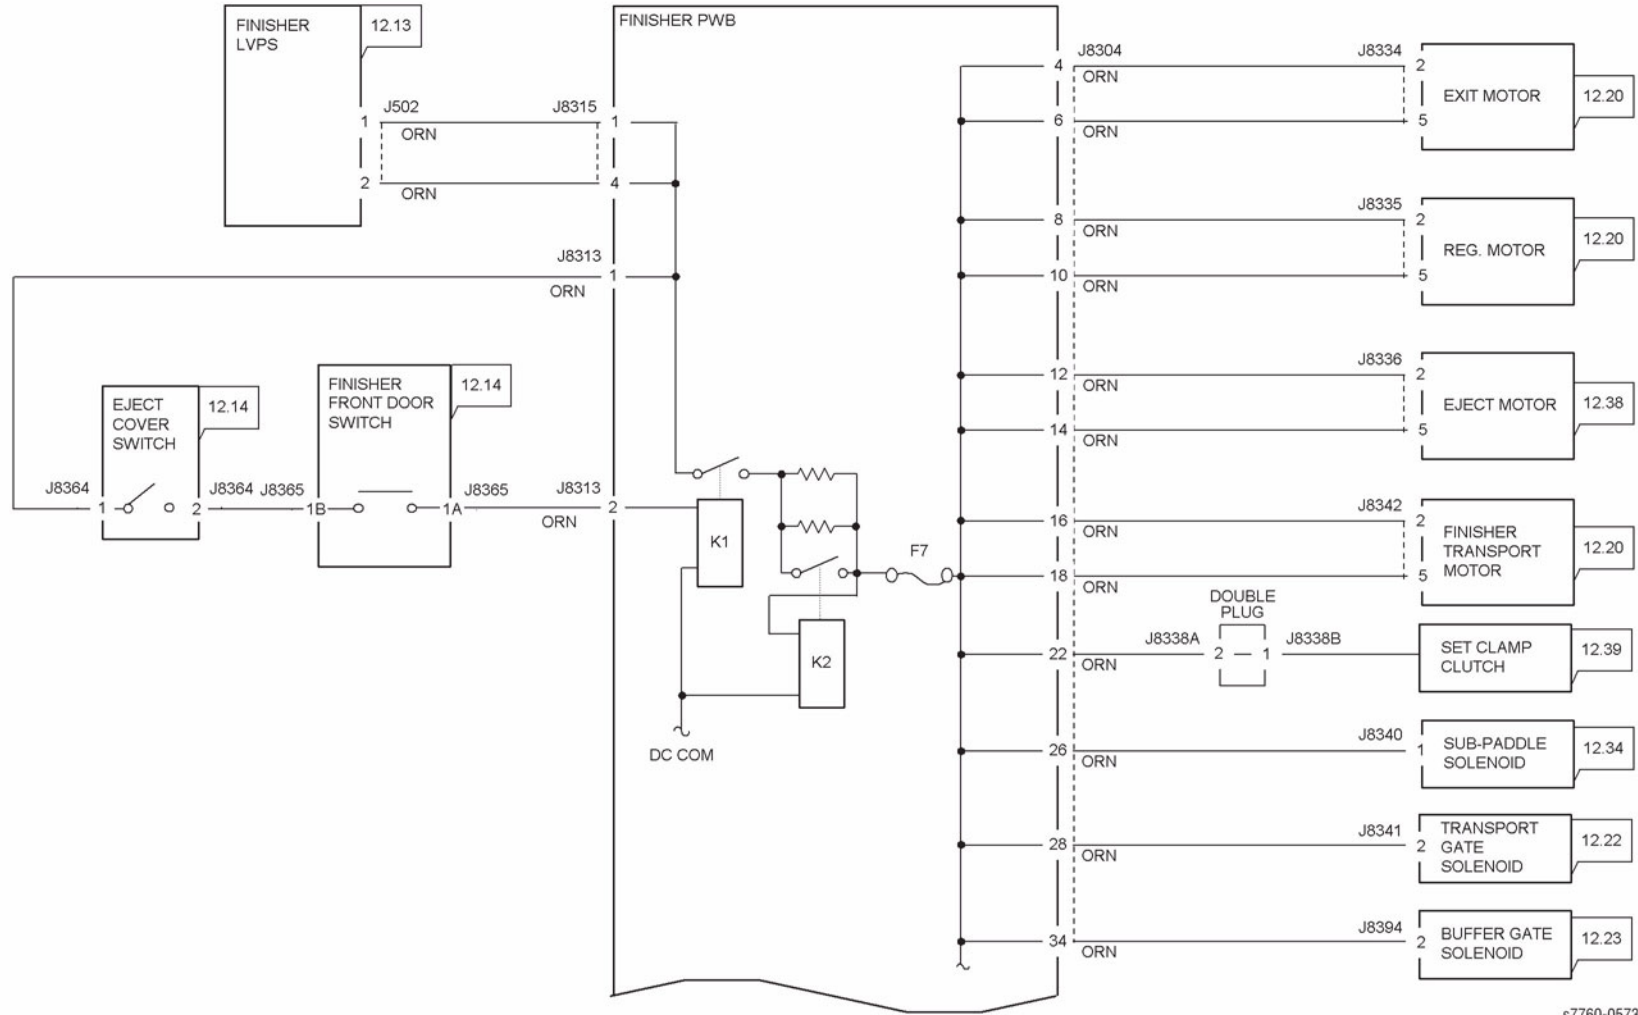 FINISHER
LVPS
12.13
FINISHER PWB
J502
J8315
1
ORN
1
2
ORN
4
J8313
1
ORN
EJECT
COVER
SWITCH
12.14
FINISHER
FRONT DOOR
SWITCH
12.14
J8364
1
2
J8364
J8365
1B
1A
J8365
J8313
ORN
2
K1
K2
DC COM
F7
4
J8304
ORN
J8334
2
EXIT MOTOR
12.20
6
ORN
5
8
ORN
J8335
2
REG. MOTOR
12.20
10
ORN
5
12
ORN
J8336
2
EJECT MOTOR
12.38
14
ORN
5
16
ORN
J8342
2
FINISHER
TRANSPORT
MOTOR
12.20
18
ORN
5
DOUBLE
PLUG
22
ORN
J8338A
2
1
J8338B
SET CLAMP
CLUTCH
12.39
26
ORN
J8340
1
SUB-PADDLE
SOLENOID
12.34
28
ORN
J8341
2
TRANSPORT
GATE
SOLENOID
12.22
34
ORN
J8394
2
BUFFER GATE
SOLENOID
12.23
s7760-0573